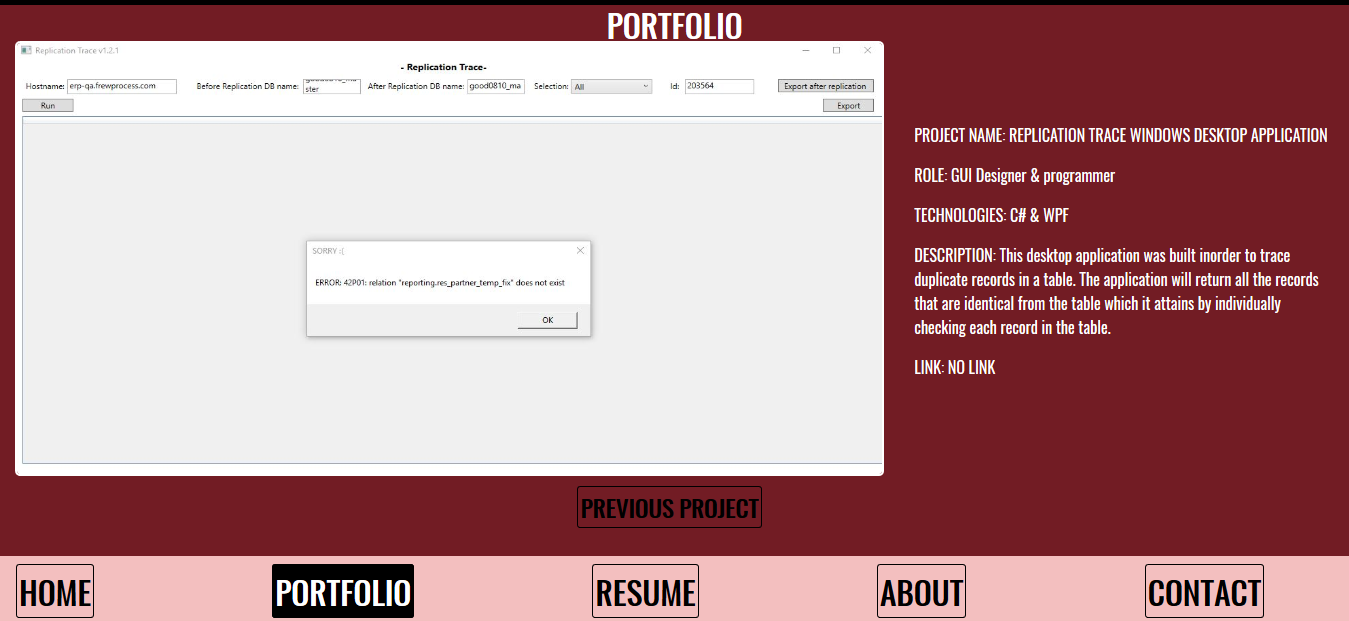 PORTFOLIO
Replication Trace v1.2.1
- Replication Trace-
Hostname: erp-qa.frewprocess.com Before Replication DB name: ster After Replication DB name: good0810_ma Selection: All Id: 203564 Export after replication
Run Export
SORRY :(
ERROR: 42P01: relation "reporting.res_partner_temp_fix" does not exist
OK
PROJECT NAME: REPLICATION TRACE WINDOWS DESKTOP APPLICATION
ROLE: GUI Designer & programmer
TECHNOLOGIES: C# & WPF
DESCRIPTION: This desktop application was built inorder to trace
duplicate records in a table. The application will return all the records
that are identical from the table which it attains by individually
checking each record in the table.
LINK: NO LINK
PREVIOUS PROJECT
HOME PORTFOLIO RESUME ABOUT CONTACT